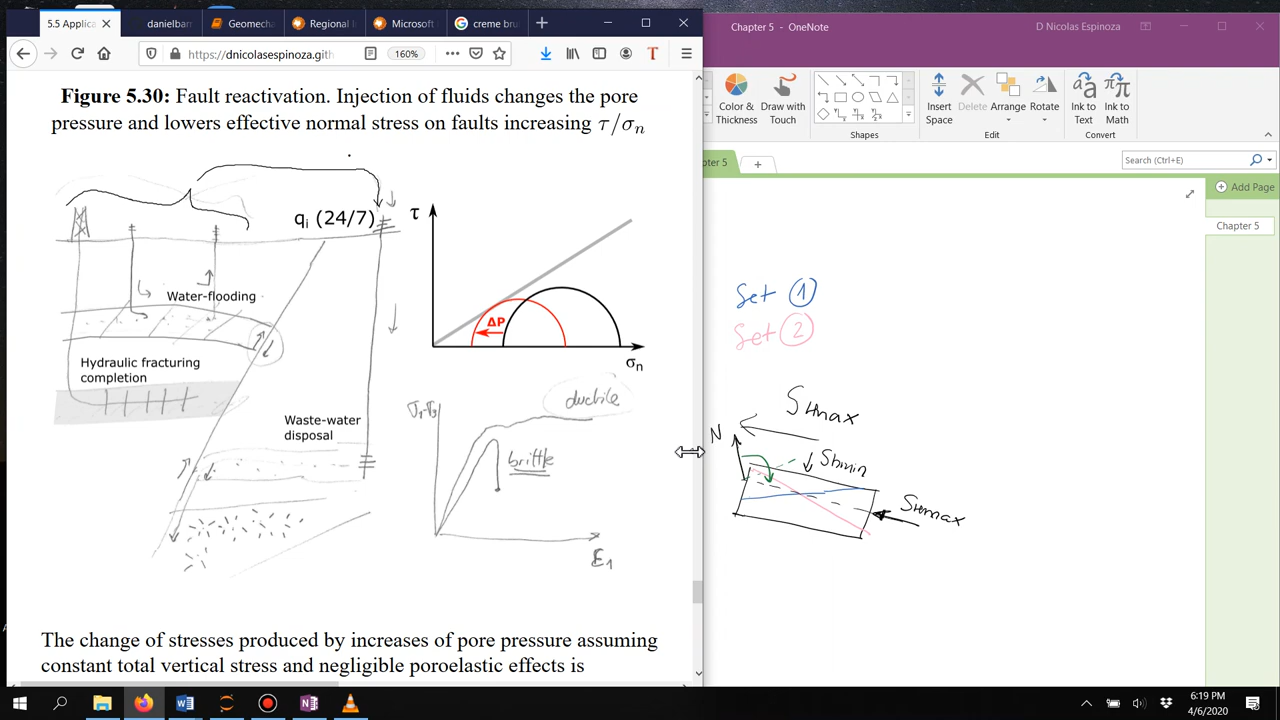 5.5 Applica
danielbarr
Geomecha
Regional In
Microsoft
creme bru
Chapter 5 - OneNote
D Nicolas Espinoza
https://dnicolasespinoza.gith
160%
Color &
Thickness
Draw with
Touch
Shapes
Insert
Space
Delete
Arrange
Rotate
Edit
Ink to
Text
Ink to
Math
Convert
Figure 5.30: Fault reactivation. Injection of fluids changes the pore
pressure and lowers effective normal stress on faults increasing τ/σn
pter 5
Search (Ctrl+E)
Add Page
Chapter 5
qi (24/7)
τ
Water-flooding
ΔP
σn
Hydraulic fracturing
completion
Waste-water
disposal
σ1-σ3
ductile
brittle
ε1
Set 1
Set 2
SHmax
N
Shmin
SHmax
The change of stresses produced by increases of pore pressure assuming
constant total vertical stress and negligible poroelastic effects is
6:19 PM
4/6/2020